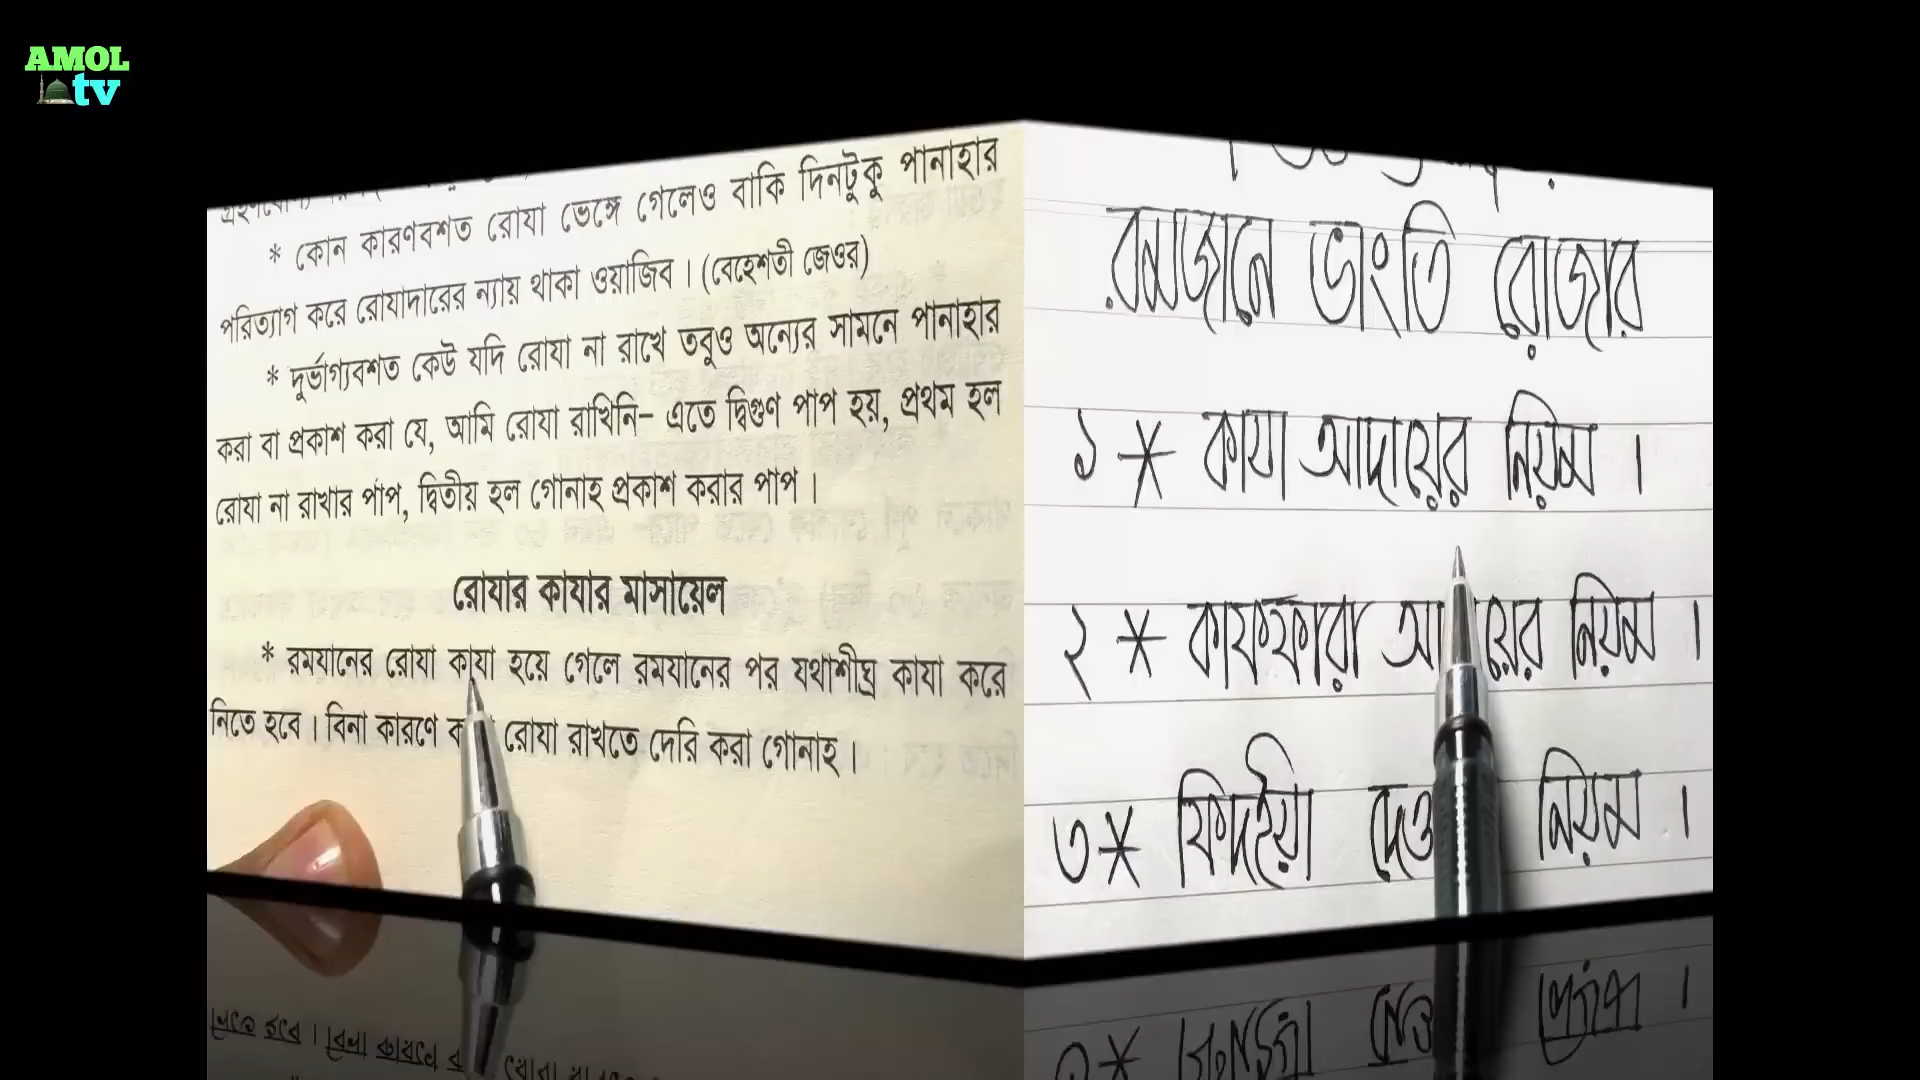 AMOL
tv
* কোন কারণবশত রোযা ভেঙ্গে গেলেও বাকি দিনটুকু পানাহার
পরিত্যাগ করে রোযাদারের ন্যায় থাকা ওয়াজিব। (বেহেশতী জেওর)
* দুর্ভাগ্যবশত কেউ যদি রোযা না রাখে তবুও অন্যের সামনে পানাহার
করা বা প্রকাশ করা যে, আমি রোযা রাখিনি- এতে দ্বিগুণ পাপ হয়, প্রথম হল
রোযা না রাখার পাপ, দ্বিতীয় হল গোনাহ প্রকাশ করার পাপ।
রোযার কাযার মাসায়েল
* রমযানের রোযা কাযা হয়ে গেলে রমযানের পর যথাশীঘ্র কাযা করে
নিতে হবে। বিনা কারণে রোযা রাখতে দেরি করা গোনাহ।
রমজানে ভাংতি রোজার
১* কাযা আদায়ের নিয়ম।
২* কাফফারা নিয়ম।
৩* ফিদইয়া নিয়ম।